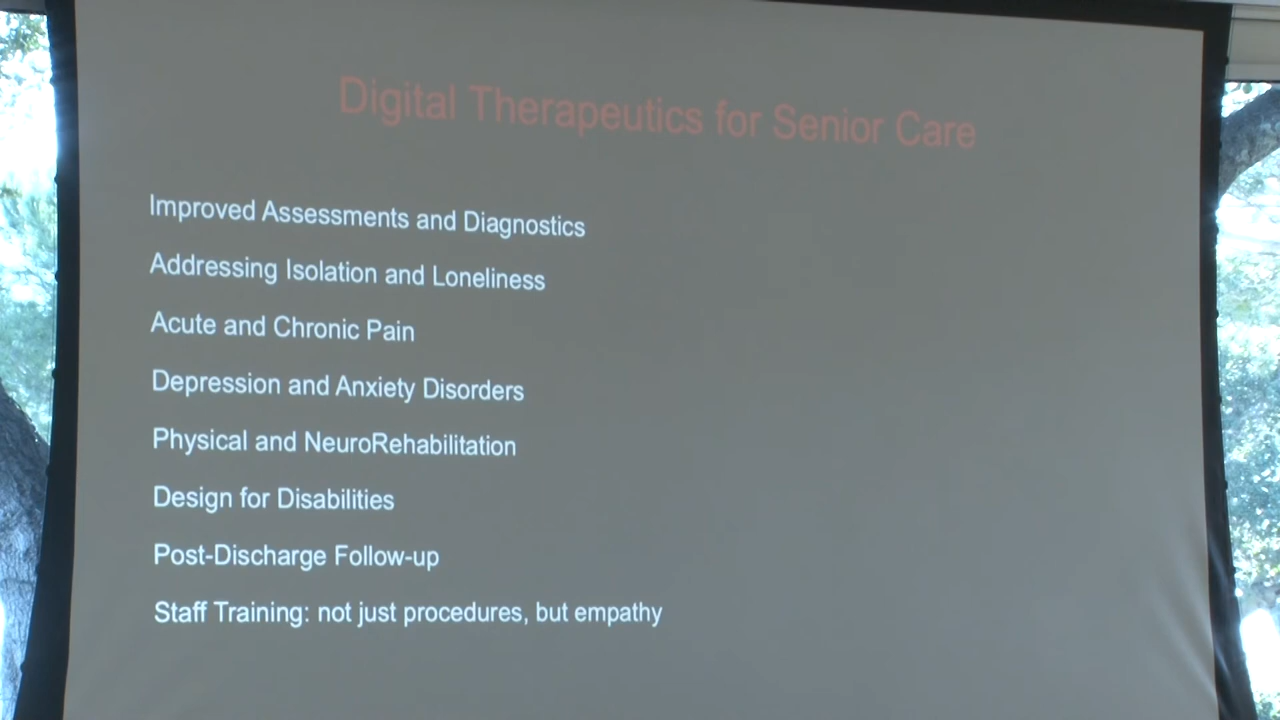 Digital Therapeutics for Senior Care
Improved Assessments and Diagnostics
Addressing Isolation and Loneliness
Acute and Chronic Pain
Depression and Anxiety Disorders
Physical and NeuroRehabilitation
Design for Disabilities
Post-Discharge Follow-up
Staff Training: not just procedures, but empathy